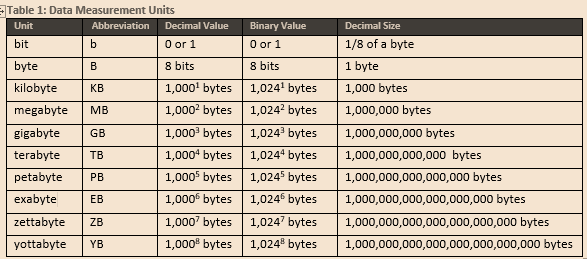 Table 1: Data Measurement Units
Unit Abbreviation Decimal Value Binary Value Decimal Size
bit b 0 or 1 0 or 1 1/8 of a byte
byte B 8 bits 8 bits 1 byte
kilobyte KB 1,000¹ bytes 1,024¹ bytes 1,000 bytes
megabyte MB 1,000² bytes 1,024² bytes 1,000,000 bytes
gigabyte GB 1,000³ bytes 1,024³ bytes 1,000,000,000 bytes
terabyte TB 1,000⁴ bytes 1,024⁴ bytes 1,000,000,000,000 bytes
petabyte PB 1,000⁵ bytes 1,024⁵ bytes 1,000,000,000,000,000 bytes
exabyte EB 1,000⁶ bytes 1,024⁶ bytes 1,000,000,000,000,000,000 bytes
zettabyte ZB 1,000⁷ bytes 1,024⁷ bytes 1,000,000,000,000,000,000,000 bytes
yottabyte YB 1,000⁸ bytes 1,024⁸ bytes 1,000,000,000,000,000,000,000,000 bytes